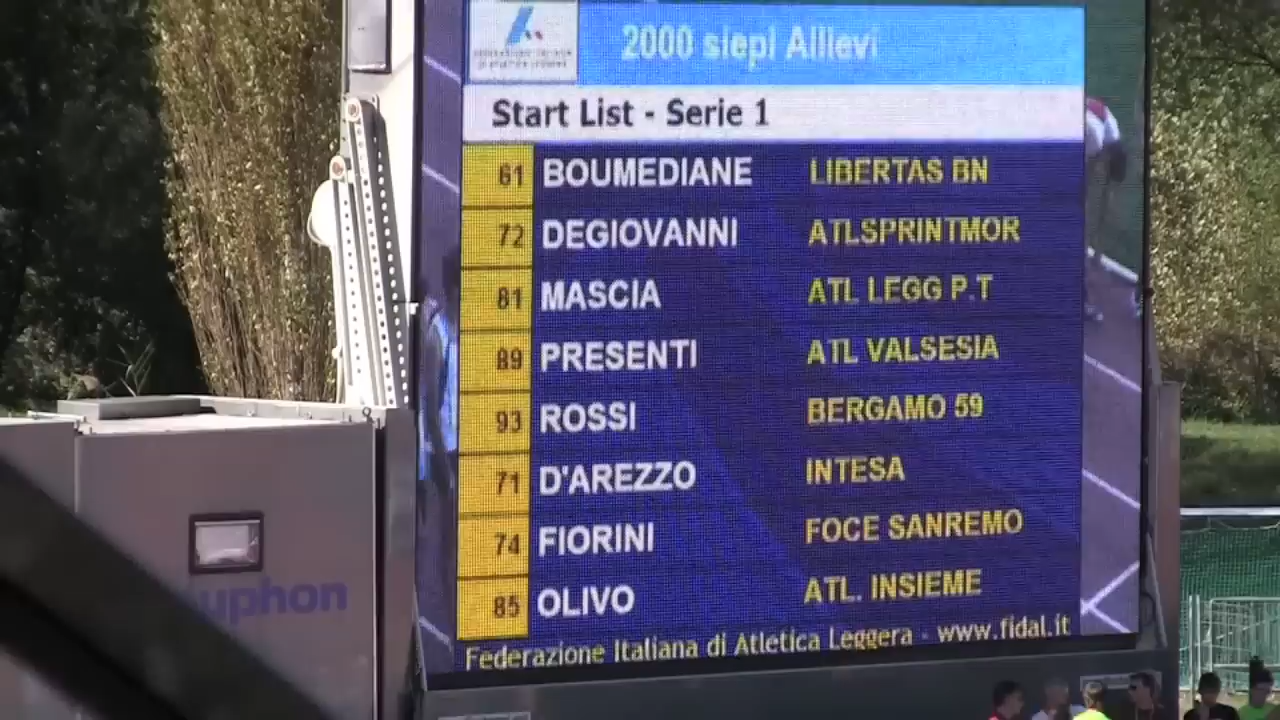 2000 siepi Allievi
Start List - Serie 1
61 BOUMEDIANE LIBERTAS BN
72 DEGIOVANNI ATLSPRINTMOR
81 MASCIA ATL LEGG P.T
89 PRESENTI ATL VALSESIA
93 ROSSI BERGAMO 59
71 D'AREZZO INTESA
74 FIORINI FOCE SANREMO
85 OLIVO ATL. INSIEME
Federazione Italiana di Atletica Leggera - www.fidal.it